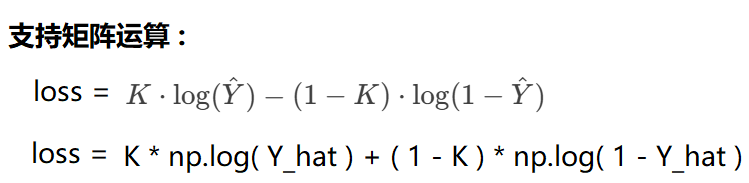 支持矩阵运算：
loss = K · log(Ŷ) − (1 − K) · log(1 − Ŷ)
loss = K * np.log( Y_hat ) + ( 1 - K ) * np.log( 1 - Y_hat )